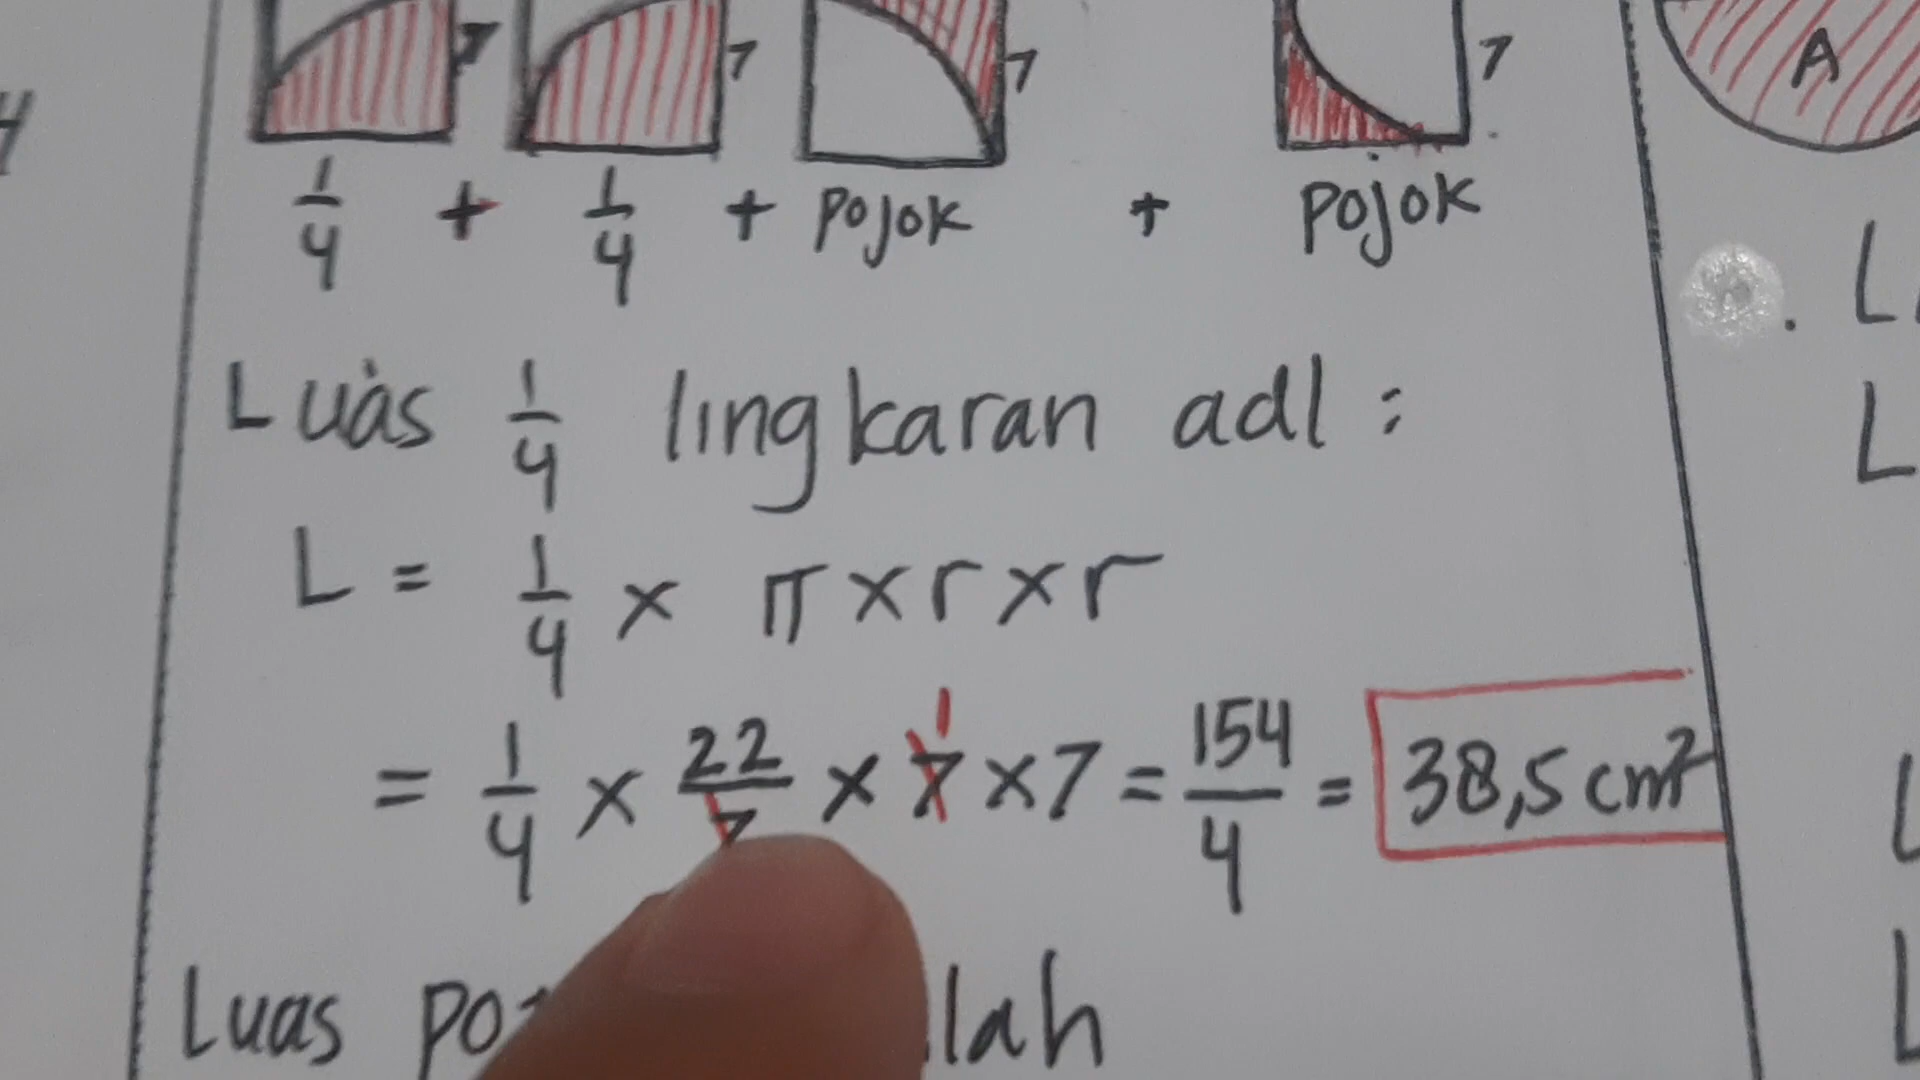 7 7 7 7 A
1/4 + 1/4 + pojok + pojok
Luas 1/4 lingkaran adl :
L = 1/4 x π x r x r
= 1/4 x 22/7 x 7 1 x 7 = 154/4 = 38,5 cm²
Luas
lah
L
L